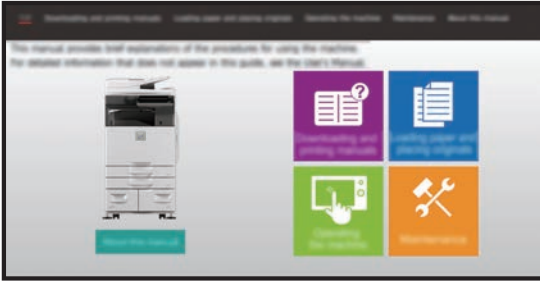 Downloading and printing manuals Loading paper and placing originals Operating the machine Maintenance About this manual
This manual provides brief explanations of the procedures for using the machine.
For detailed information that does not appear in this guide, see the User's Manual.
?
Downloading and
printing manuals
Loading paper and
placing originals
Operating
the machine
Maintenance
About this manual